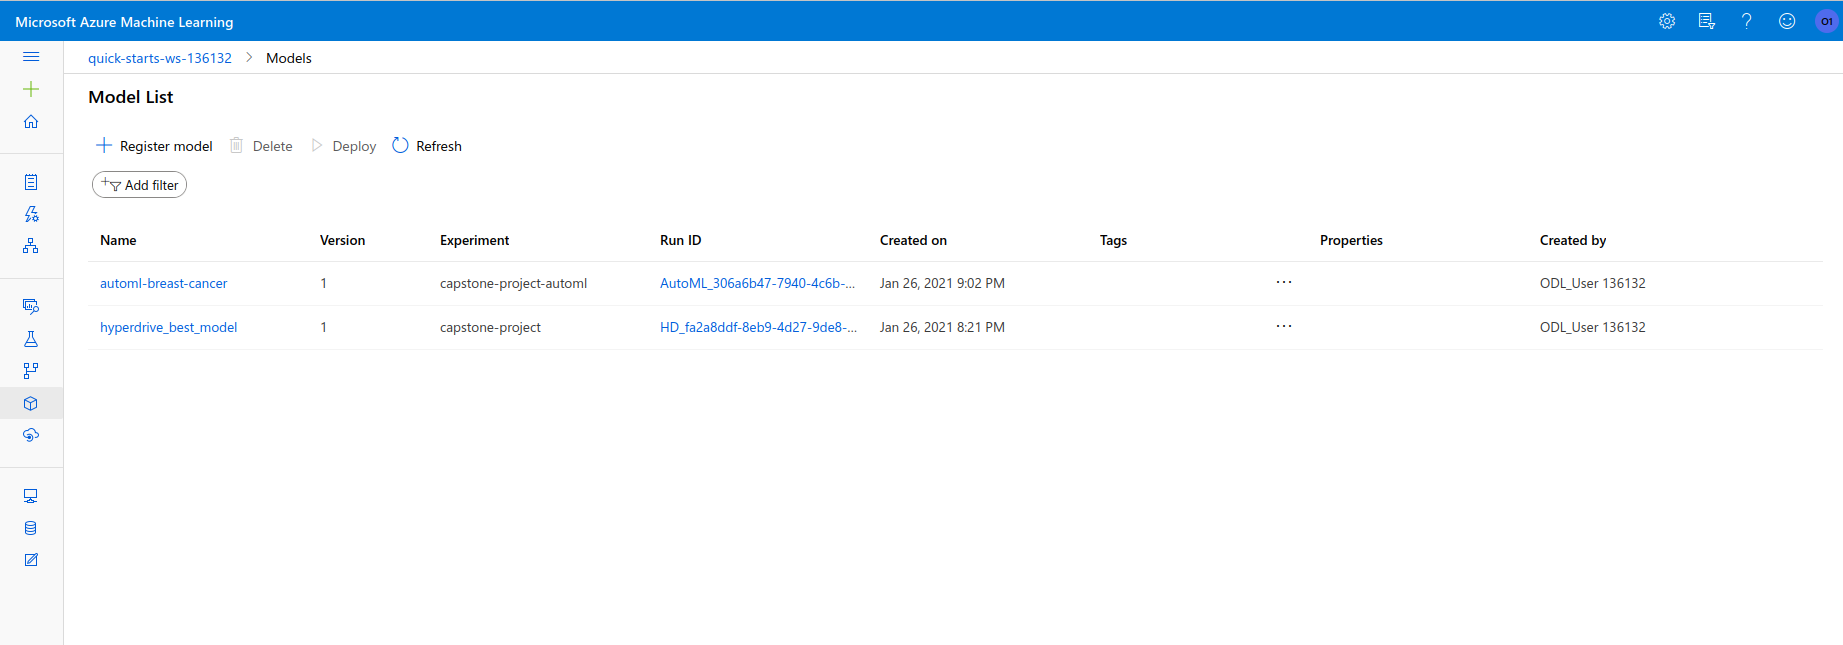 Microsoft Azure Machine Learning
O1
quick-starts-ws-136132 > Models
Model List
Register model Delete Deploy Refresh
Add filter
Name Version Experiment Run ID Created on Tags Properties Created by
automl-breast-cancer 1 capstone-project-automl AutoML_306a6b47-7940-4c6b-... Jan 26, 2021 9:02 PM ... ODL_User 136132
hyperdrive_best_model 1 capstone-project HD_fa2a8ddf-8eb9-4d27-9de8-... Jan 26, 2021 8:21 PM ... ODL_User 136132